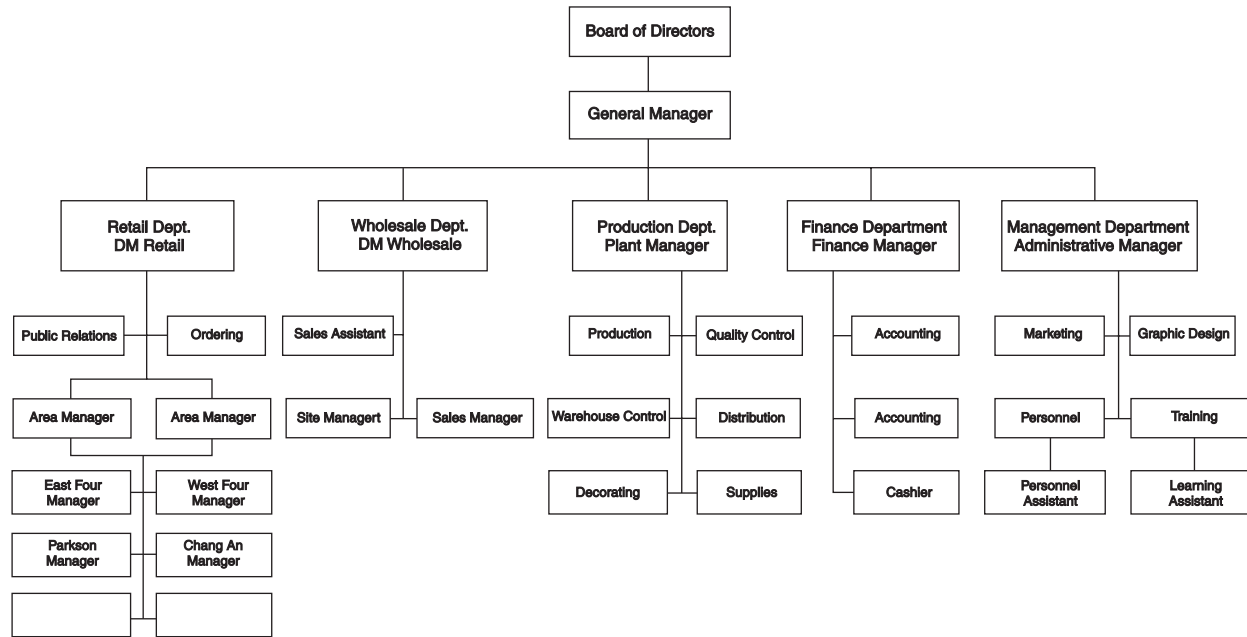 Board of Directors
General Manager
Retail Dept.
DM Retail
Wholesale Dept.
DM Wholesale
Production Dept.
Plant Manager
Finance Department
Finance Manager
Management Department
Administrative Manager
Public Relations
Ordering
Sales Assistant
Production
Quality Control
Accounting
Marketing
Graphic Design
Area Manager
Area Manager
Site Managert
Sales Manager
Warehouse Control
Distribution
Accounting
Personnel
Training
East Four
Manager
West Four
Manager
Decorating
Supplies
Cashier
Personnel
Assistant
Learning
Assistant
Parkson
Manager
Chang An
Manager